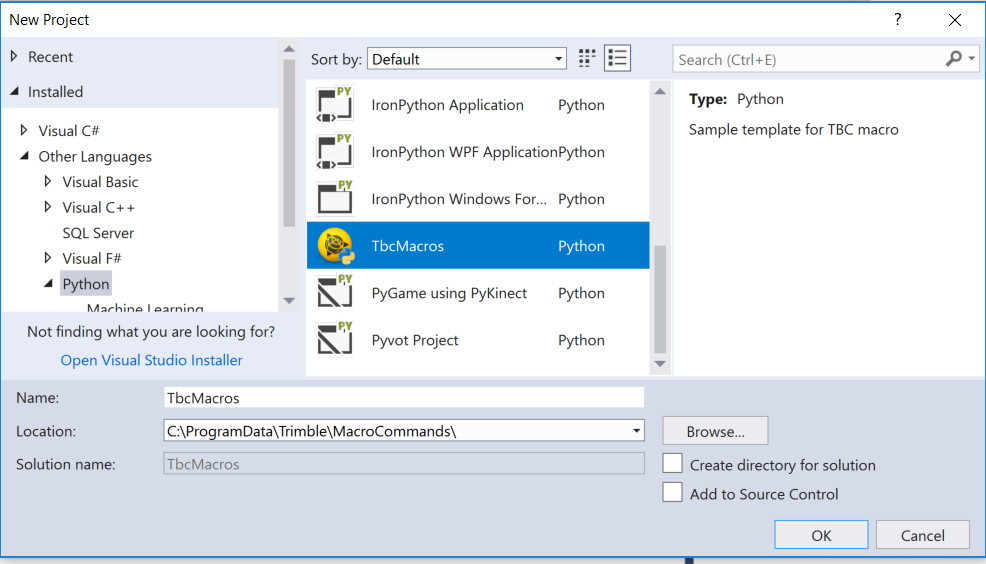 New Project
?
Recent
Installed
Visual C#
Other Languages
Visual Basic
Visual C++
SQL Server
Visual F#
Python
Machine Learning
Not finding what you are looking for?
Open Visual Studio Installer
Sort by: Default
IronPython Application Python
IronPython WPF Application Python
IronPython Windows For... Python
TbcMacros Python
PyGame using PyKinect Python
Pyvot Project Python
Search (Ctrl+E)
Type: Python
Sample template for TBC macro
Name: TbcMacros
Location: C:\ProgramData\Trimble\MacroCommands\
Browse...
Solution name: TbcMacros
Create directory for solution
Add to Source Control
OK
Cancel